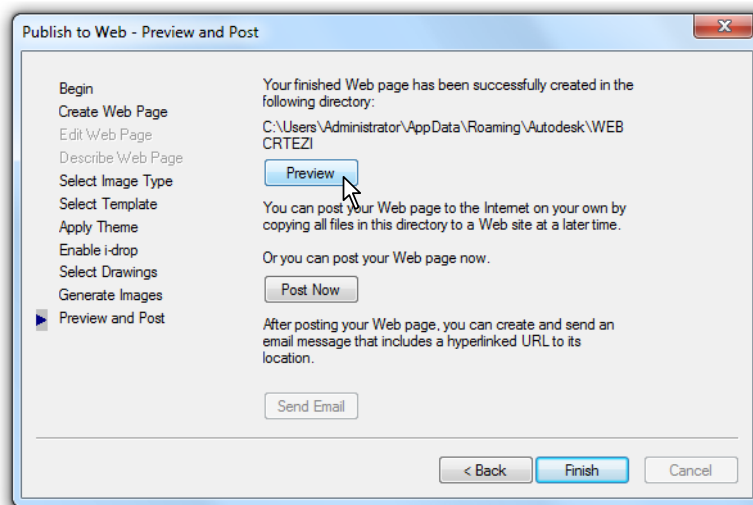 Publish to Web - Preview and Post
Begin
Create Web Page
Edit Web Page
Describe Web Page
Select Image Type
Select Template
Apply Theme
Enable i-drop
Select Drawings
Generate Images
Preview and Post
Your finished Web page has been successfully created in the
following directory:
C:\Users\Administrator\AppData\Roaming\Autodesk\WEB
CRTEZI
Preview
You can post your Web page to the Internet on your own by
copying all files in this directory to a Web site at a later time.
Or you can post your Web page now.
Post Now
After posting your Web page, you can create and send an
email message that includes a hyperlinked URL to its
location.
Send Email
< Back
Finish
Cancel